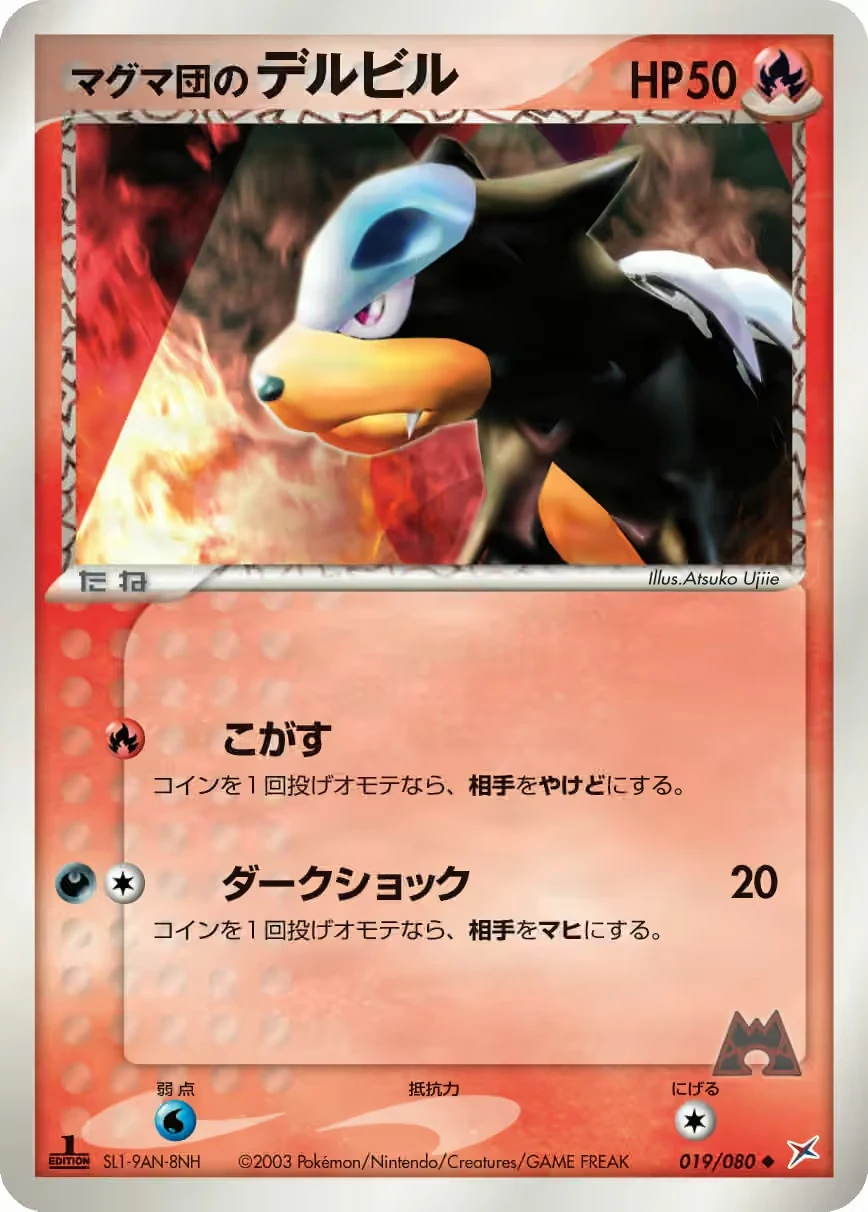 マグマ団の デルビル HP50
たね
Illus.Atsuko Ujiie
こがす
コインを1回投げオモテなら、相手をやけどにする。
ダークショック 20
コインを1回投げオモテなら、相手をマヒにする。
弱点 抵抗力 にげる
1 EDITION SL1-9AN-8NH ©2003 Pokémon/Nintendo/Creatures/GAME FREAK 019/080